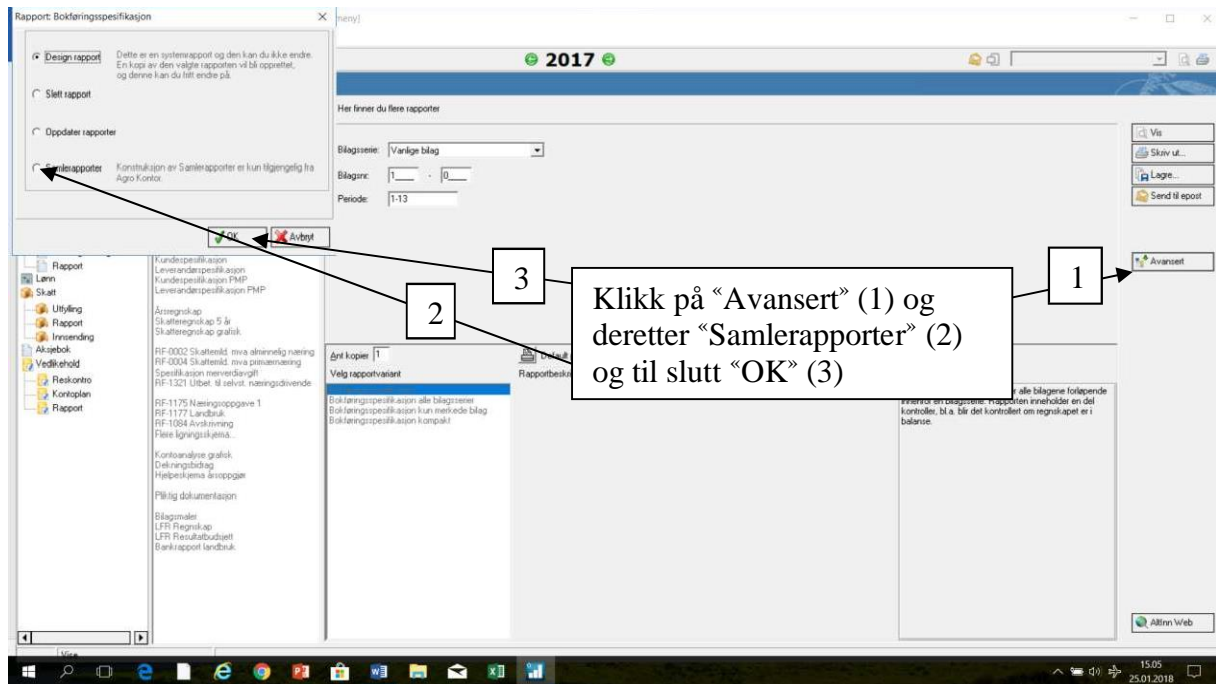 Rapport: Bokføringsspesifikasjon
meny]
Design rapport
Dette er en systemrapport og den kan du ikke endre.
En kopi av den valgte rapporten vil bli opprettet,
og denne kan du fritt endre på.
Slett rapport
Oppdater rapporter
Samlerapporter
Konstruksjon av Samlerapporter er kun tilgjengelig fra
Agro Kontor.
OK
Avbryt
2017
Her finner du flere rapporter
Bilagsserie:
Vanlige bilag
Bilagsnr:
1___ - 0___
Periode:
1-13
Vis
Skriv ut...
Lagre...
Send til epost
Avansert
1
3
2
Klikk på “Avansert” (1) og
deretter “Samlerapporter” (2)
og til slutt “OK” (3)
Rapport
Lønn
Skatt
Utfylling
Rapport
Innsending
Aksjebok
Vedlikehold
Reskontro
Kontoplan
Rapport
Kundespesifikasjon
Leverandørspesifikasjon
Kundespesifikasjon PMP
Leverandørspesifikasjon PMP
Årsregnskap
Skatteregnskap 5 år
Skatteregnskap grafisk
RF-0002 Skattemld. mva alminnelig næring
RF-0004 Skattemld. mva primærnæring
Spesifikasjon merverdiavgift
RF-1321 Utbet. til selvst. næringsdrivende
RF-1175 Næringsoppgave 1
RF-1177 Landbruk
RF-1084 Avskrivning
Flere ligningsskjema...
Kontoanalyse grafisk
Dekningsbidrag
Hjelpeskjema årsoppgjør
Pliktig dokumentasjon
Bilagsmaler
LFR Regnskap
LFR Resultatbudsjett
Bankrapport landbruk
Ant kopier
1
Default
Velg rapportvariant
Bokføringsspesifikasjon alle bilagsserier
Bokføringsspesifikasjon kun merkede bilag
Bokføringsspesifikasjon kompakt
alle bilagene forløpende
innenfor en bilagsserie. Rapporten inneholder en del
kontroller, bl.a. blir det kontrollert om regnskapet er i
balanse.
AltInn Web
Vise
15.05
25.01.2018